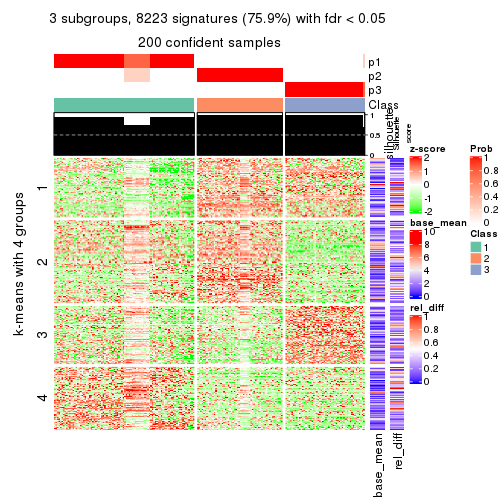 3 subgroups, 8223 signatures (75.9%) with fdr < 0.05
200 confident samples
p1
p2
p3
Class
1
0.5
0
silhouette
Silhouette
score
k-means with 4 groups
1
2
3
4
base_mean
rel_diff
z-score
2
1
0
-1
-2
base_mean
10
8
6
4
2
0
rel_diff
1
0.8
0.6
0.4
0.2
0
Prob
1
0.8
0.6
0.4
0.2
0
Class
1
2
3